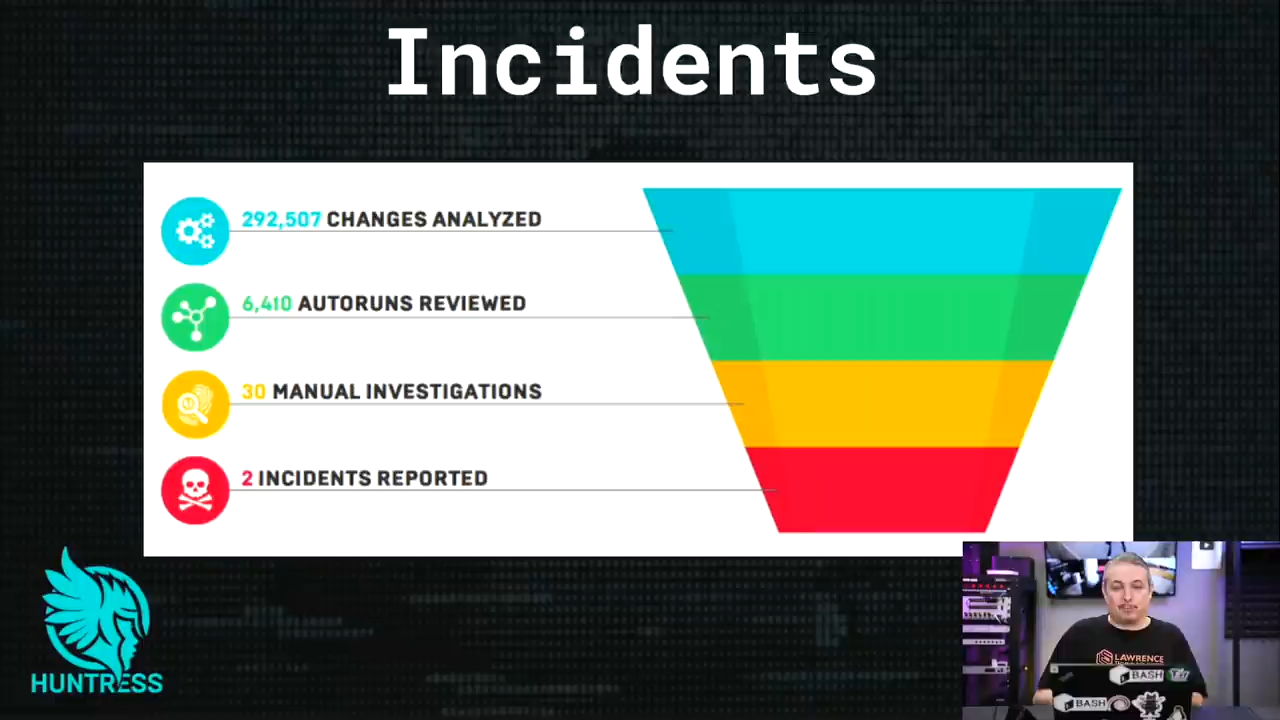 Incidents
292,507 CHANGES ANALYZED
6,410 AUTORUNS REVIEWED
30 MANUAL INVESTIGATIONS
2 INCIDENTS REPORTED
HUNTRESS
LAWRENCE
BASH
BASH